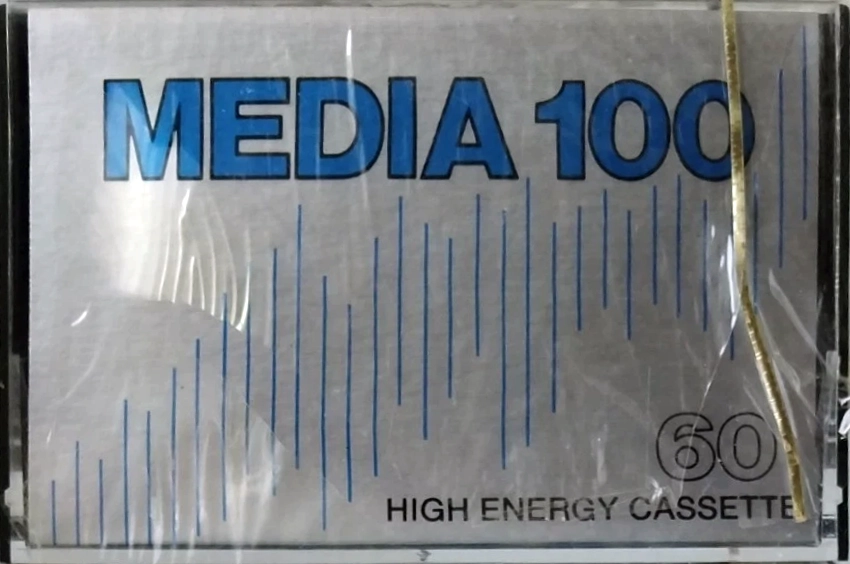 MEDIA 100
60
HIGH ENERGY CASSETTE